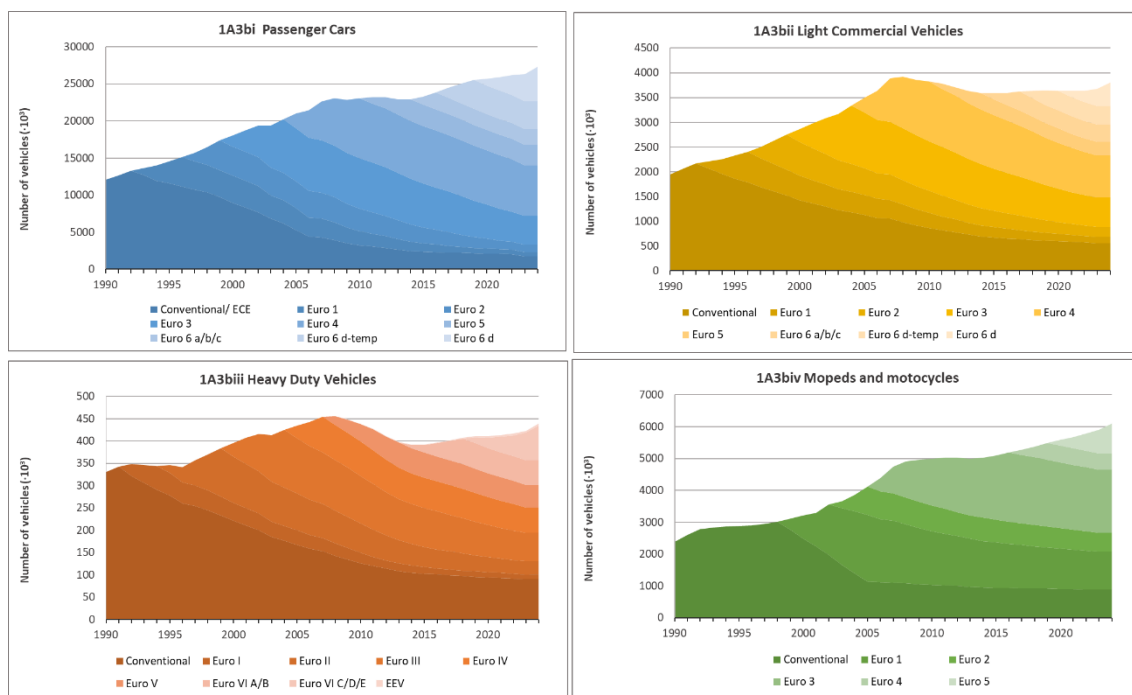 1A3bi Passenger Cars
Nunber of vehicles (·10³)
30000
25000
20000
15000
10000
5000
0
1990 1995 2000 2005 2010 2015 2020
Conventional/ ECE Euro 1 Euro 2
Euro 3 Euro 4 Euro 5
Euro 6 a/b/c Euro 6 d-temp Euro 6 d
1A3bii Light Commercial Vehicles
Number of vehicles (·10³)
4500
4000
3500
3000
2500
2000
1500
1000
500
0
1990 1995 2000 2005 2010 2015 2020
Conventional Euro 1 Euro 2 Euro 3 Euro 4
Euro 5 Euro 6 a/b/c Euro 6 d-temp Euro 6 d
1A3biii Heavy Duty Vehicles
Number of vehicles (·10³)
500
450
400
350
300
250
200
150
100
50
0
1990 1995 2000 2005 2010 2015 2020
Conventional Euro I Euro II Euro III Euro IV
Euro V Euro VI A/B Euro VI C/D/E EEV
1A3biv Mopeds and motocycles
Number of vehicles (·10³)
7000
6000
5000
4000
3000
2000
1000
0
1990 1995 2000 2005 2010 2015 2020
Conventional Euro 1 Euro 2
Euro 3 Euro 4 Euro 5